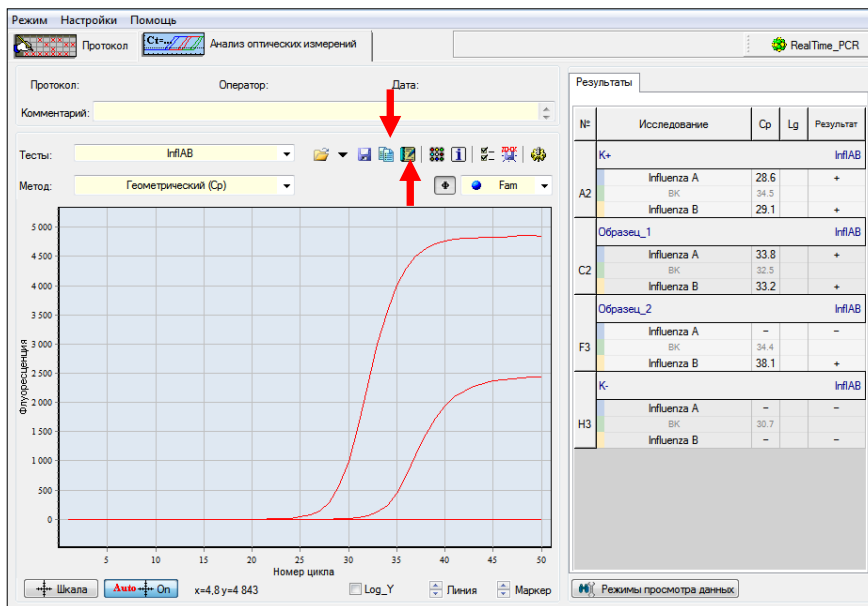 Режим Настройки Помощь
Протокол Ct=... Анализ оптических измерений RealTime_PCR
Протокол: Оператор: Дата:
Комментарий:
Тесты: InflAB
Метод: Геометрический (Cp) Ф Fam
5 000
4 500
4 000
3 500
3 000
2 500
2 000
1 500
1 000
500
0
Флуоресценция
5 10 15 20 25 30 35 40 45 50
Номер цикла
Шкала Auto On x=4,8 y=4 843 Log_Y Линия Маркер
Результаты
№ Исследование Cp Lg Результат
K+ InflAB
A2
Influenza A 28.6 +
ВК 34.5
Influenza B 29.1 +
Образец_1 InflAB
C2
Influenza A 33.8 +
ВК 32.5
Influenza B 33.2 +
Образец_2 InflAB
F3
Influenza A – –
ВК 34.4
Influenza B 38.1 +
K- InflAB
H3
Influenza A – –
ВК 30.7
Influenza B – –
Режимы просмотра данных